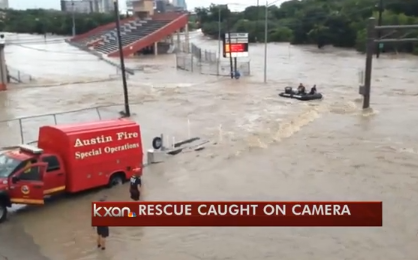 Austin Fire
Special Operations
kxan RESCUE CAUGHT ON CAMERA